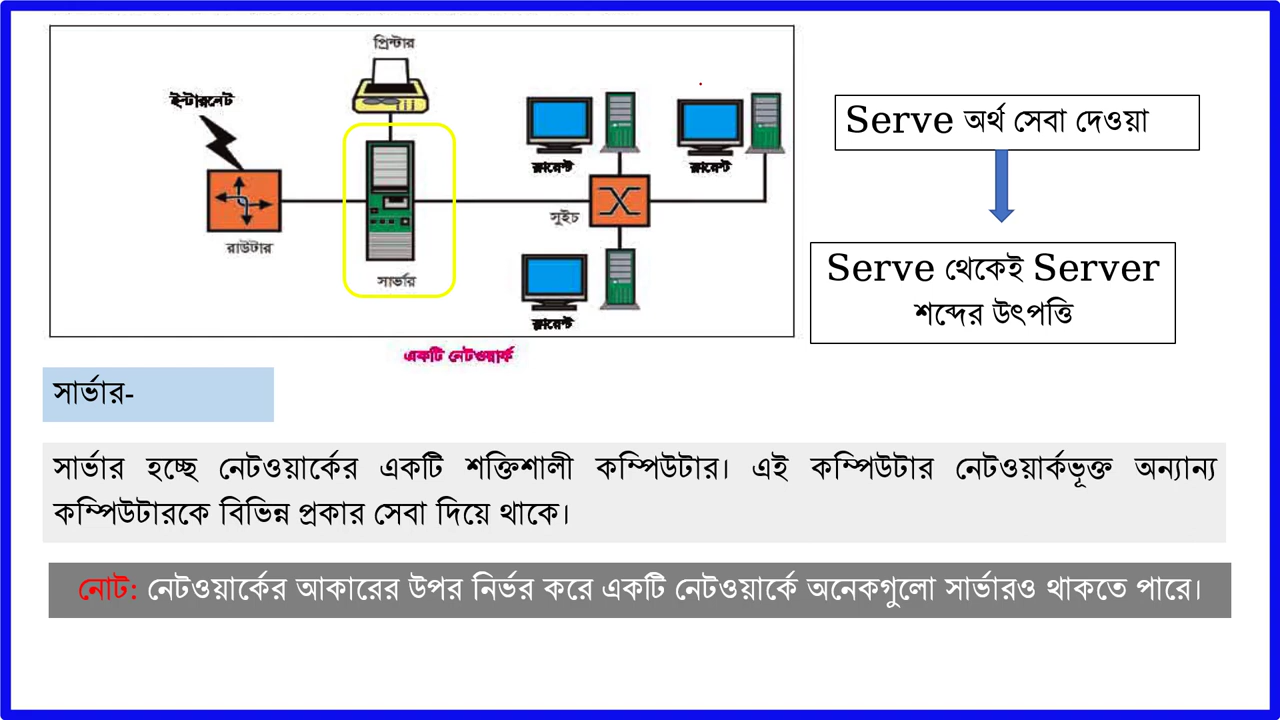 প্রিন্টার
ইন্টারনেট
ক্লায়েন্ট
ক্লায়েন্ট
সুইচ
রাউটার
সার্ভার
ক্লায়েন্ট
একটি নেটওয়ার্ক
Serve অর্থ সেবা দেওয়া
Serve থেকেই Server
শব্দের উৎপত্তি
সার্ভার-
সার্ভার হচ্ছে নেটওয়ার্কের একটি শক্তিশালী কম্পিউটার। এই কম্পিউটার নেটওয়ার্কভূক্ত অন্যান্য
কম্পিউটারকে বিভিন্ন প্রকার সেবা দিয়ে থাকে।
নোট: নেটওয়ার্কের আকারের উপর নির্ভর করে একটি নেটওয়ার্কে অনেকগুলো সার্ভারও থাকতে পারে।